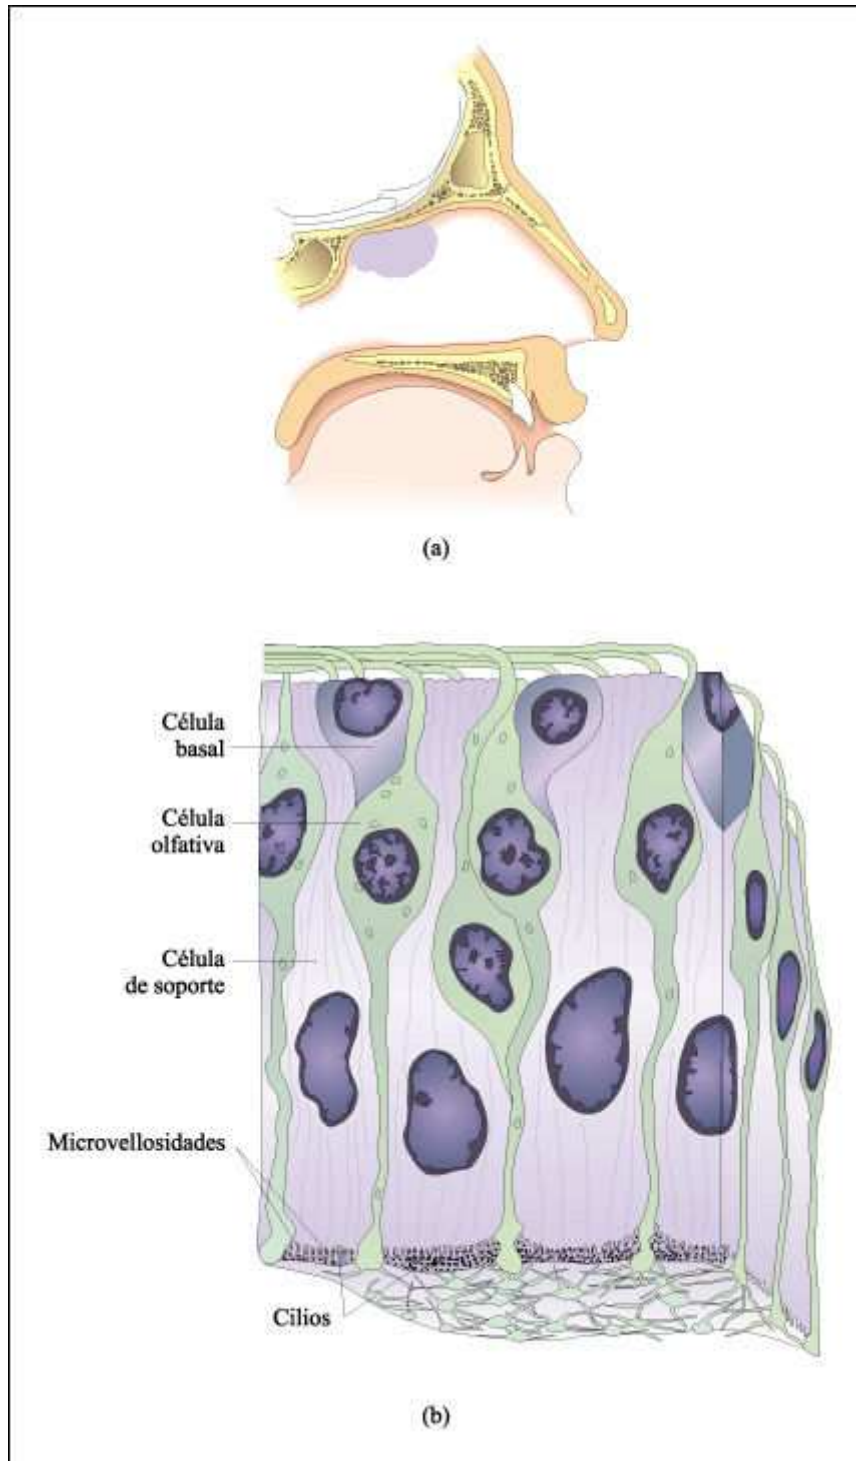 (a)
Célula
basal
Célula
olfativa
Célula
de soporte
Microvellosidades
Cilios
(b)